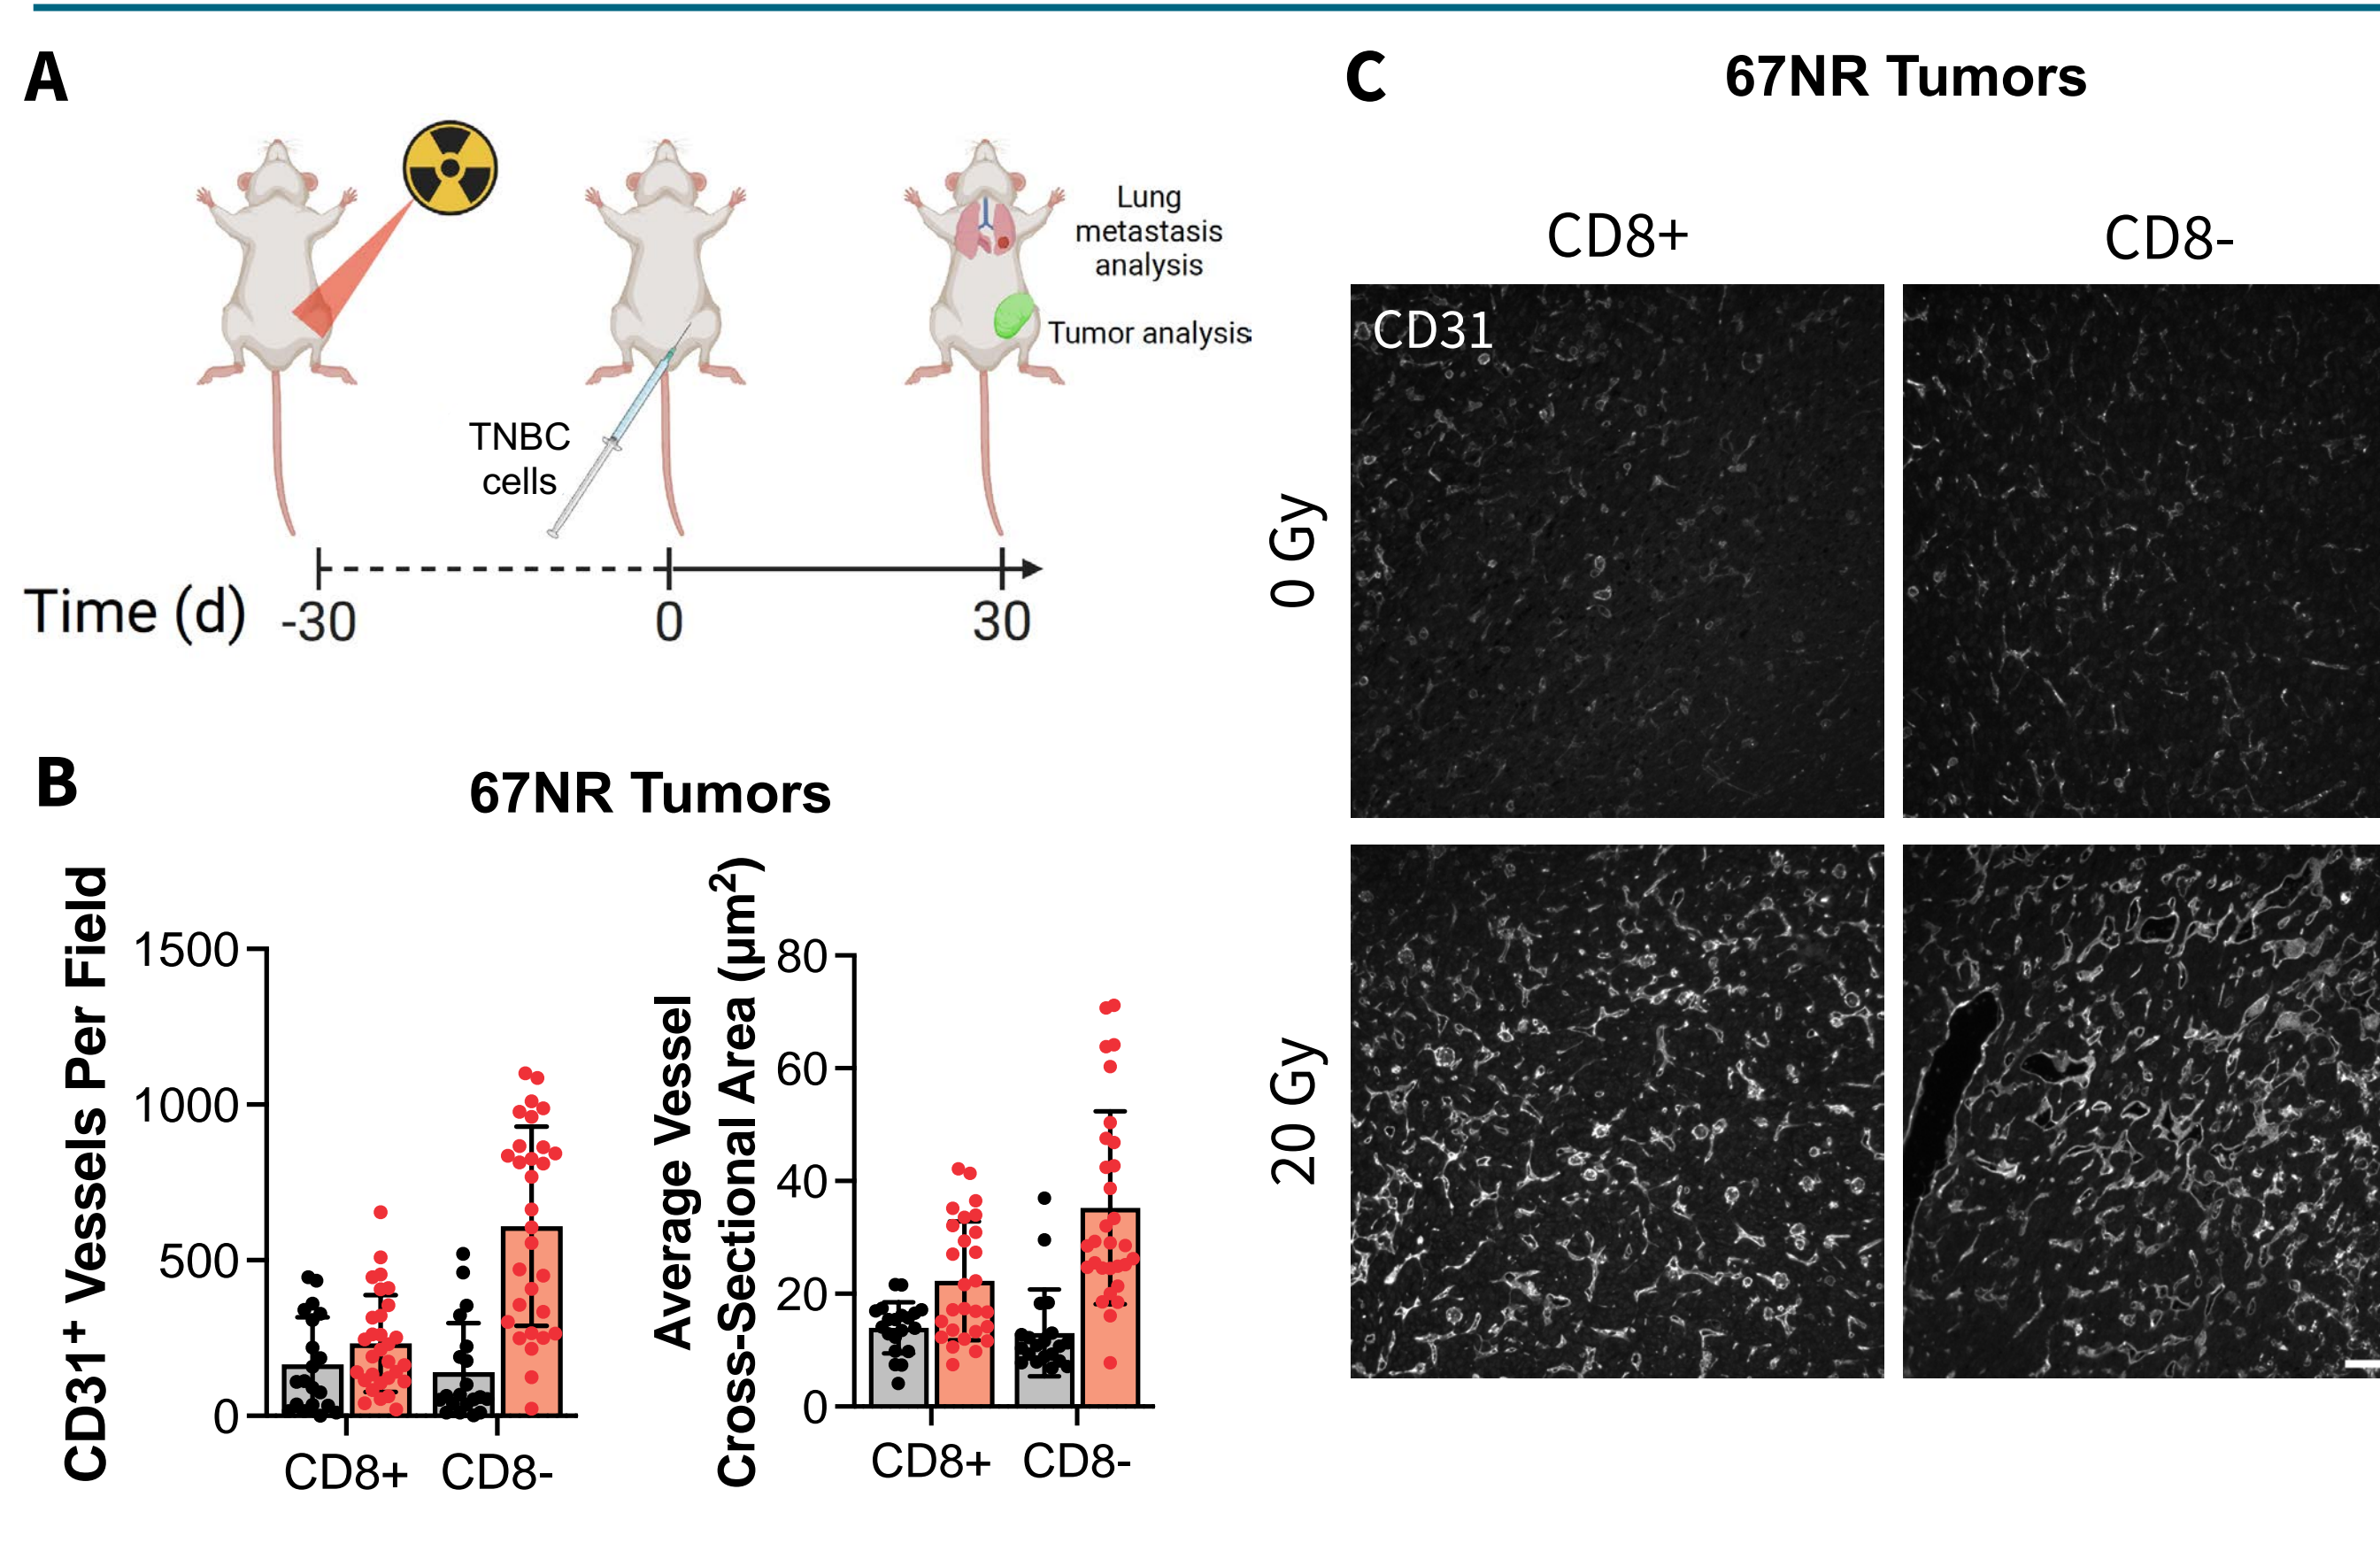 A
Lung
metastasis
analysis
Tumor analysis
TNBC
cells
Time (d)
-30
0
30
B
67NR Tumors
CD31+ Vessels Per Field
1500
1000
500
0
CD8+
CD8-
Average Vessel
Cross-Sectional Area (µm²)
80
60
40
20
0
CD8+
CD8-
C
67NR Tumors
CD8+
CD8-
0 Gy
CD31
20 Gy